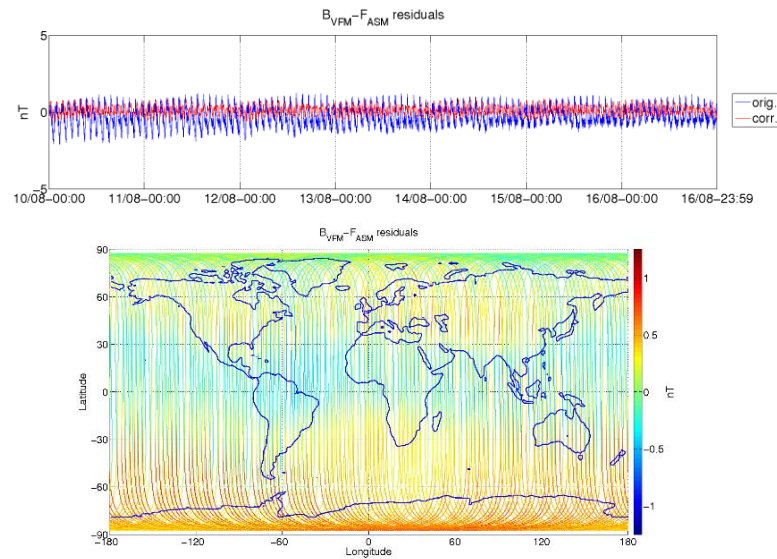 B_VFM−F_ASM residuals
5
0
−5
nT
10/08−00:00 11/08−00:00 12/08−00:00 13/08−00:00 14/08−00:00 15/08−00:00 16/08−00:00 16/08−23:59
orig.
corr.
B_VFM−F_ASM residuals
90
60
30
0
−30
−60
−90
Latitude
−180 −120 −60 0 60 120 180
Longitude
1
0.5
0
−0.5
−1
nT